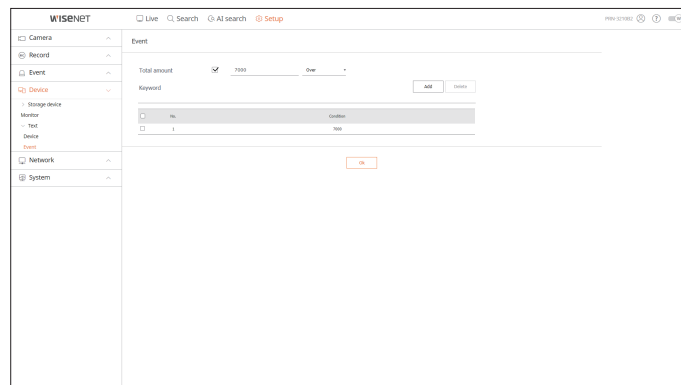 WISENET
Live Search AI search Setup
Camera
Record
Event
Device
Storage device
Monitor
Text
Device
Event
Network
System
Event
Total amount 7000 Over
Keyword Add Delete
No. Condition
1 7000
OK